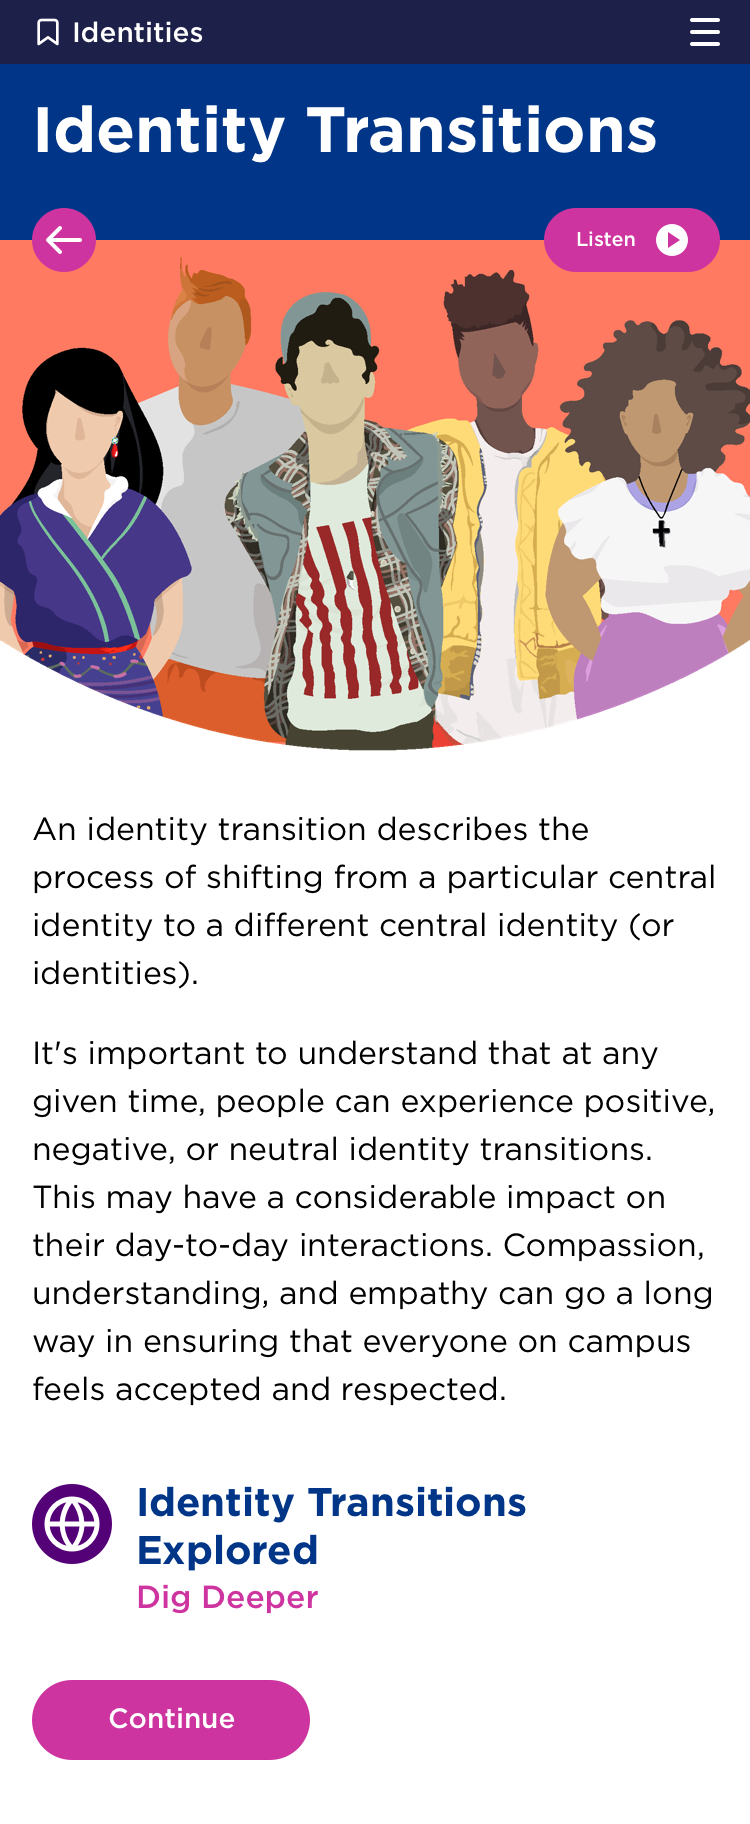 Identities
Identity Transitions
Listen
An identity transition describes the
process of shifting from a particular central
identity to a different central identity (or
identities).
It's important to understand that at any
given time, people can experience positive,
negative, or neutral identity transitions.
This may have a considerable impact on
their day-to-day interactions. Compassion,
understanding, and empathy can go a long
way in ensuring that everyone on campus
feels accepted and respected.
Identity Transitions
Explored
Dig Deeper
Continue